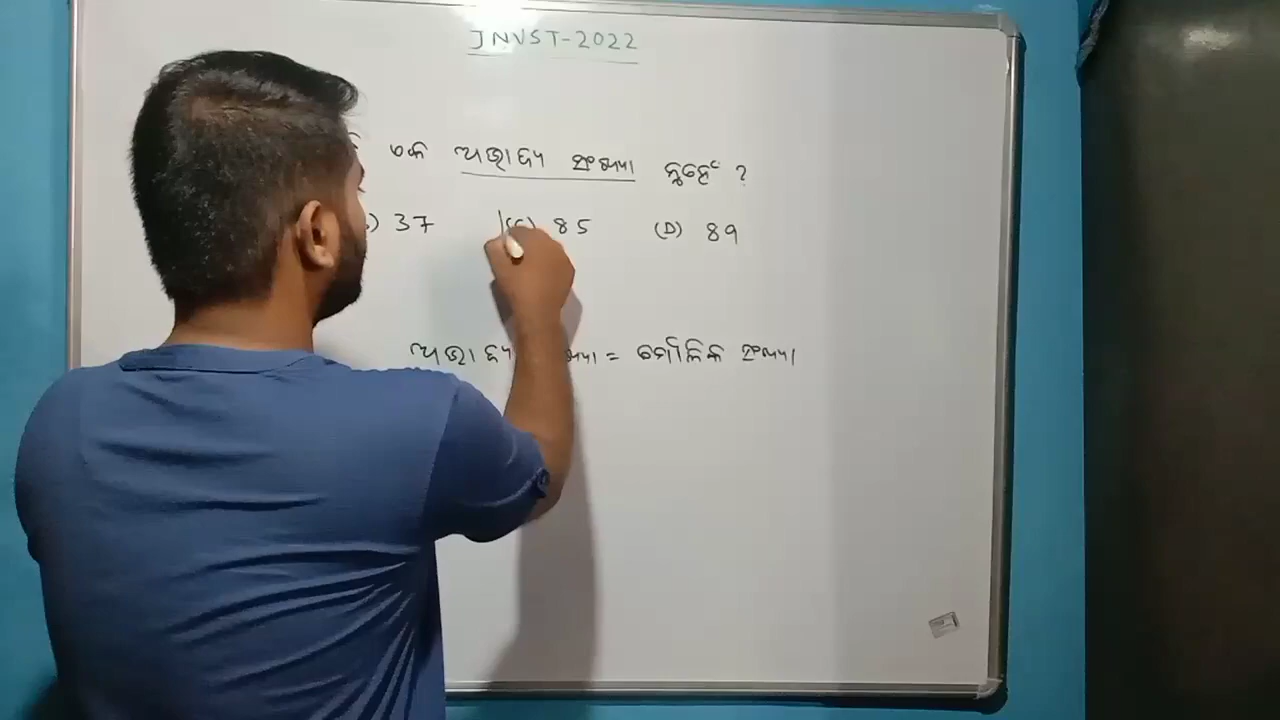 JNVST-2022
ଏକ ଅଭାଜ୍ୟ ସଂଖ୍ୟା ନୁହେଁ ?
) 37 (C) 85 (D) 89
ଅଭାଜ୍ୟ = ମୌଳିକ ସଂଖ୍ୟା